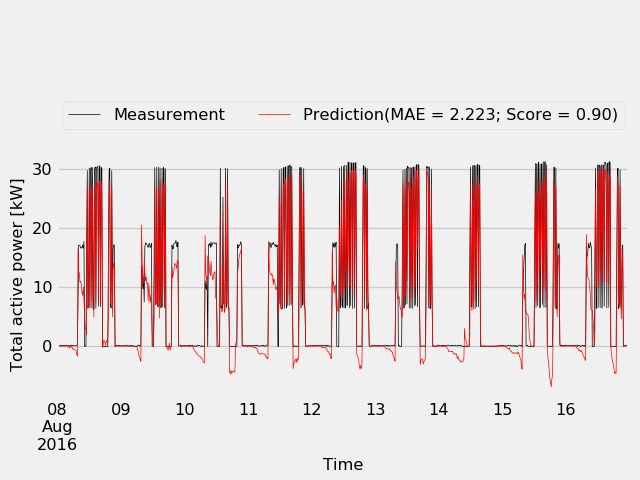 Measurement
Prediction(MAE = 2.223; Score = 0.90)
Total active power [kW]
30
20
10
0
08 09 10 11 12 13 14 15 16
Aug
2016
Time